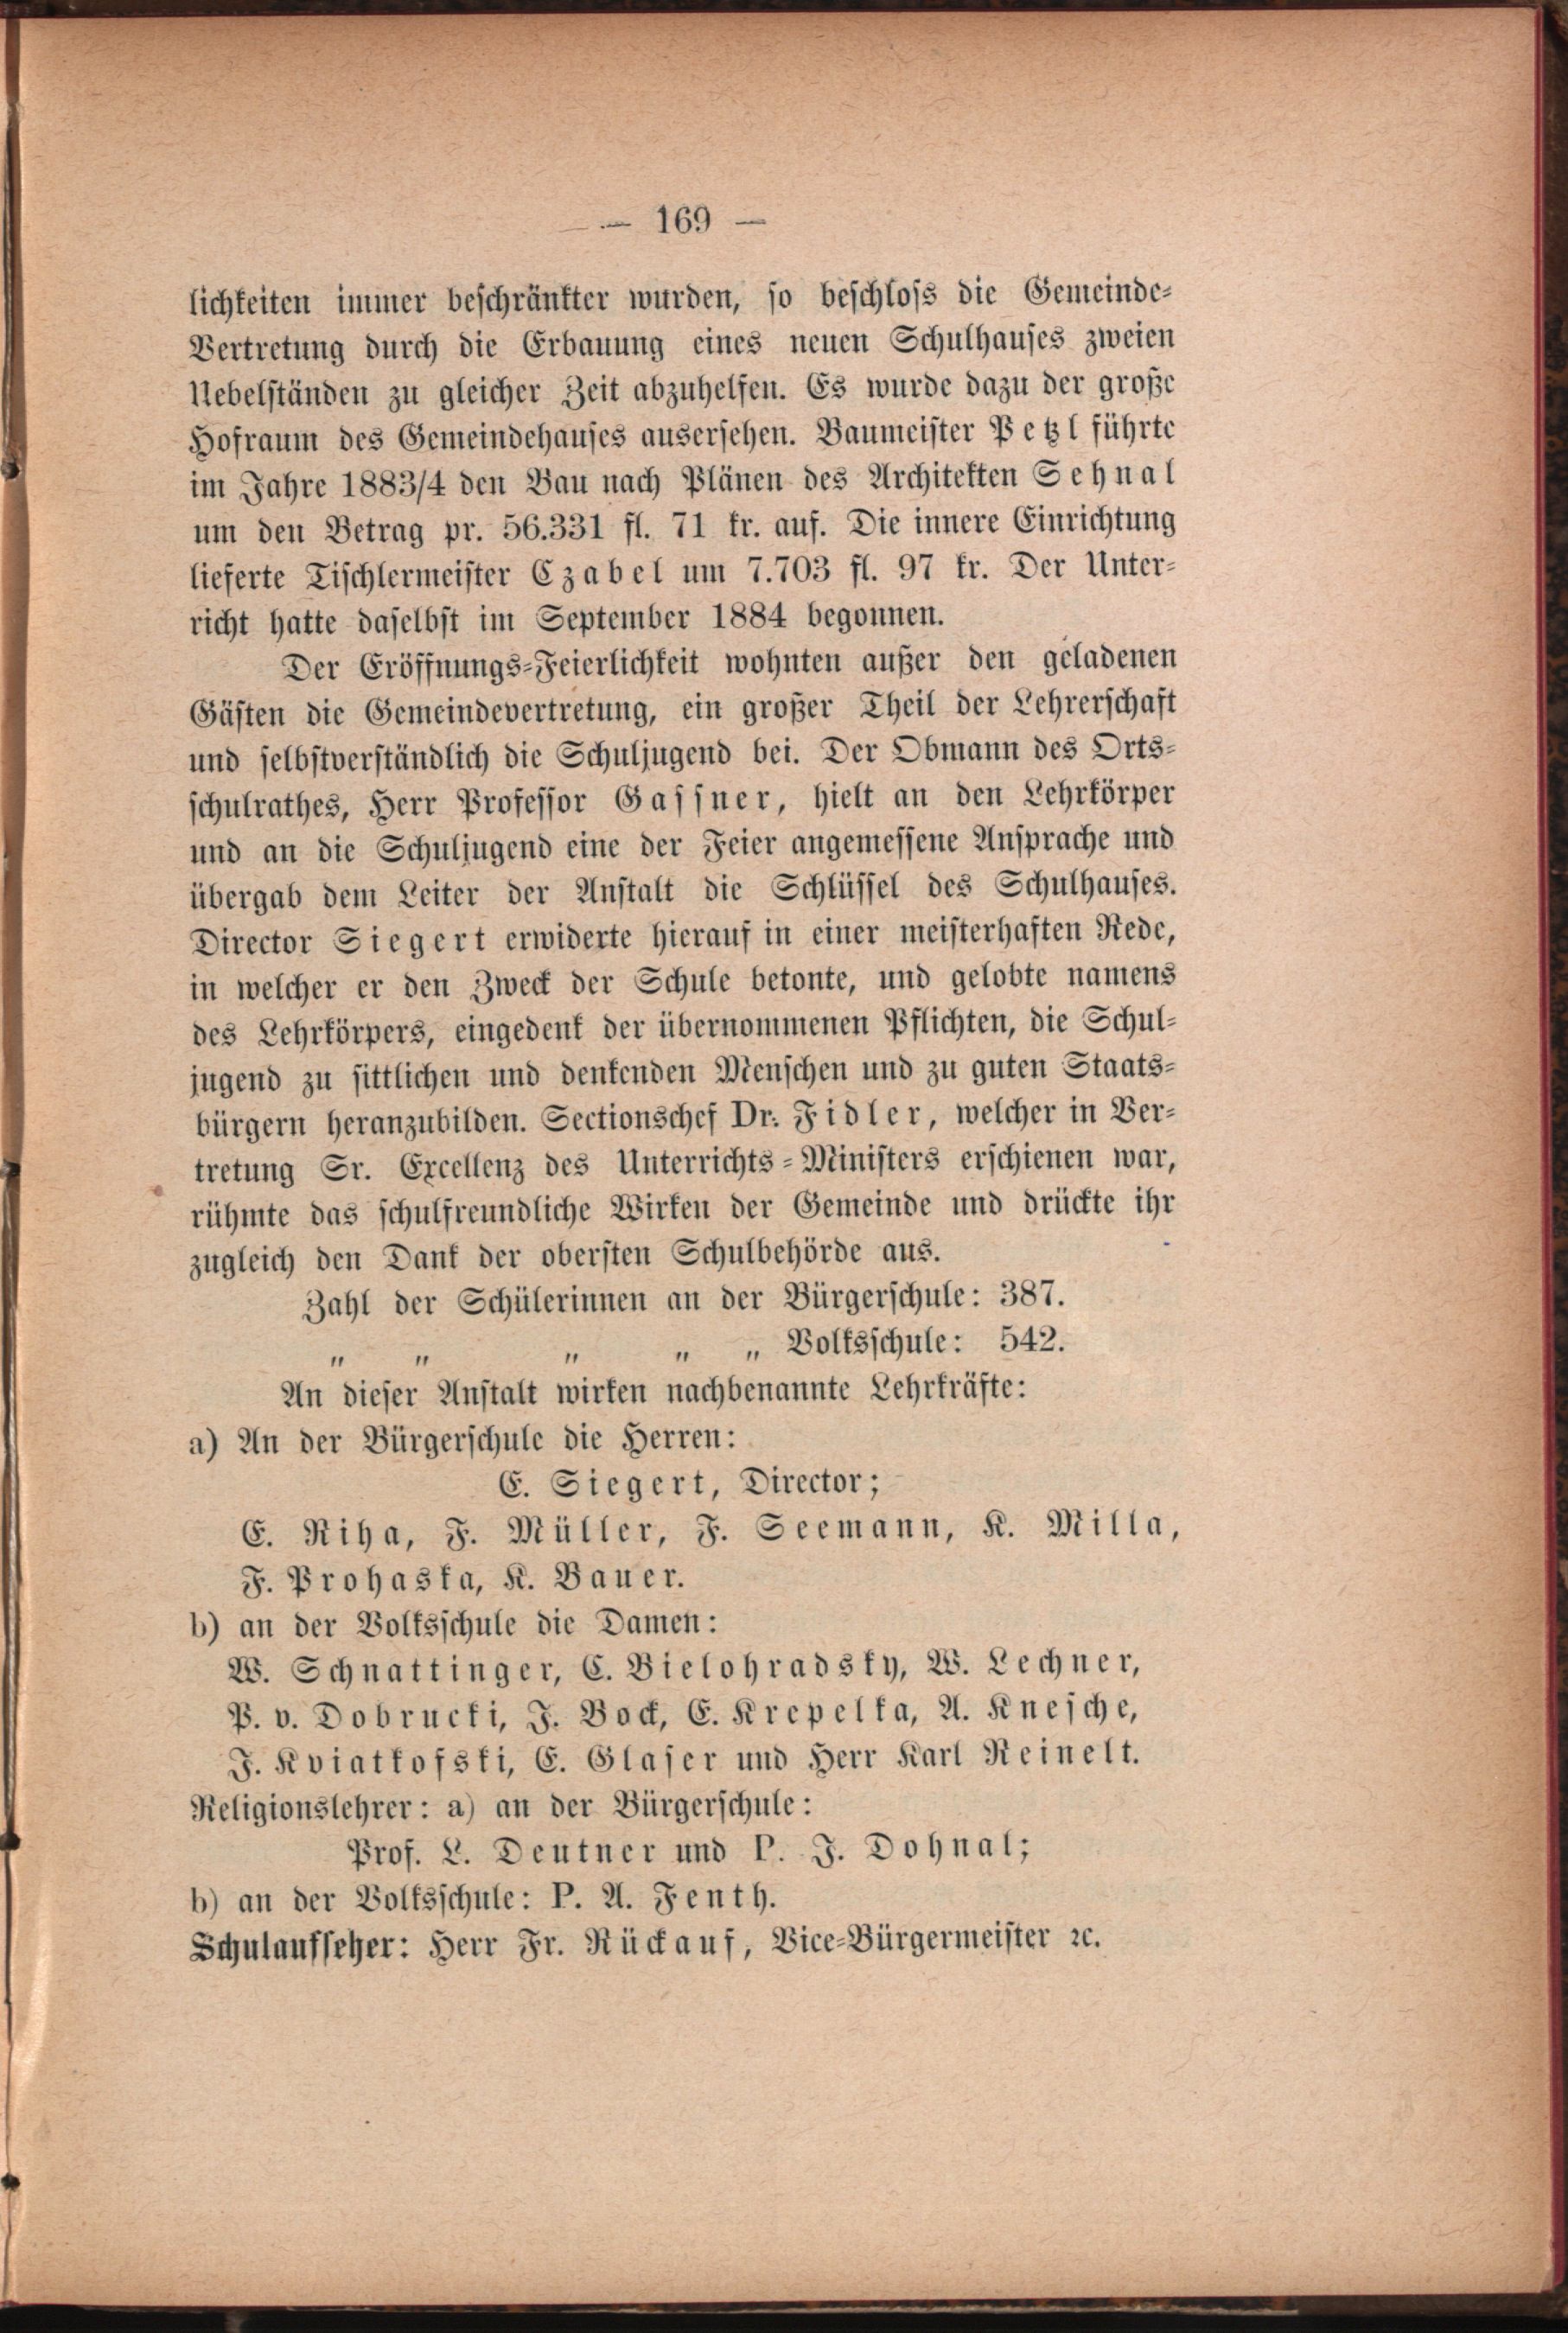 — 169 —
lichkeiten immer beschränkter wurden, so beschloss die Gemeinde-
Vertretung durch die Erbauung eines neuen Schulhauses zweien
Uebelständen zu gleicher Zeit abzuhelfen. Es wurde dazu der große
Hofraum des Gemeindehauses ausersehen. Baumeister Petzl führte
im Jahre 1883/4 den Bau nach Plänen des Architekten Sehnal
um den Betrag pr. 56.331 fl. 71 kr. auf. Die innere Einrichtung
lieferte Tischlermeister Czabel um 7.703 fl. 97 kr. Der Unter-
richt hatte daselbst im September 1884 begonnen.
Der Eröffnungs-Feierlichkeit wohnten außer den geladenen
Gästen die Gemeindevertretung, ein großer Theil der Lehrerschaft
und selbstverständlich die Schuljugend bei. Der Obmann des Orts-
schulrathes, Herr Professor Gassner, hielt an den Lehrkörper
und an die Schuljugend eine der Feier angemessene Ansprache und
übergab dem Leiter der Anstalt die Schlüssel des Schulhauses.
Director Siegert erwiderte hierauf in einer meisterhaften Rede,
in welcher er den Zweck der Schule betonte, und gelobte namens
des Lehrkörpers, eingedenk der übernommenen Pflichten, die Schul-
jugend zu sittlichen und denkenden Menschen und zu guten Staats-
bürgern heranzubilden. Sectionschef Dr. Fidler, welcher in Ver-
tretung Sr. Excellenz des Unterrichts-Ministers erschienen war,
rühmte das schulfreundliche Wirken der Gemeinde und drückte ihr
zugleich den Dank der obersten Schulbehörde aus.
Zahl der Schülerinnen an der Bürgerschule: 387.
" " " " " Volksschule: 542.
An dieser Anstalt wirken nachbenannte Lehrkräfte:
a) An der Bürgerschule die Herren:
E. Siegert, Director;
E. Riha, F. Müller, F. Seemann, K. Milla,
F. Prohaska, K. Bauer.
b) an der Volksschule die Damen:
W. Schnattinger, C. Bielohradsky, W. Lechner,
P. v. Dobrucki, J. Bock, E. Krepelka, A. Knesche,
J. Kviatkofski, E. Glaser und Herr Karl Reinelt.
Religionslehrer: a) an der Bürgerschule:
Prof. L. Deutner und P. J. Dohnal;
b) an der Volksschule: P. A. Fenth.
Schulaufseher: Herr Fr. Rückauf, Vice-Bürgermeister ꝛc.